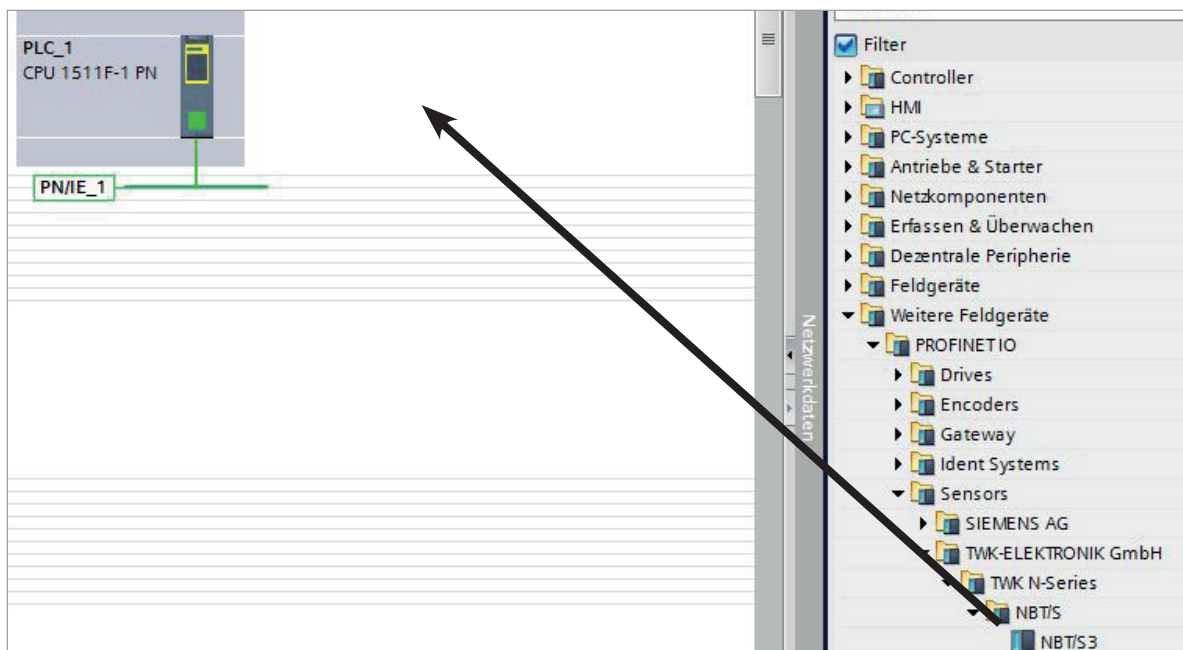 PLC_1
CPU 1511F-1 PN
PN/IE_1
Netzwerkdaten
Filter
Controller
HMI
PC-Systeme
Antriebe & Starter
Netzkomponenten
Erfassen & Überwachen
Dezentrale Peripherie
Feldgeräte
Weitere Feldgeräte
PROFINET IO
Drives
Encoders
Gateway
Ident Systems
Sensors
SIEMENS AG
TWK-ELEKTRONIK GmbH
TWK N-Series
NBT/S
NBT/S3